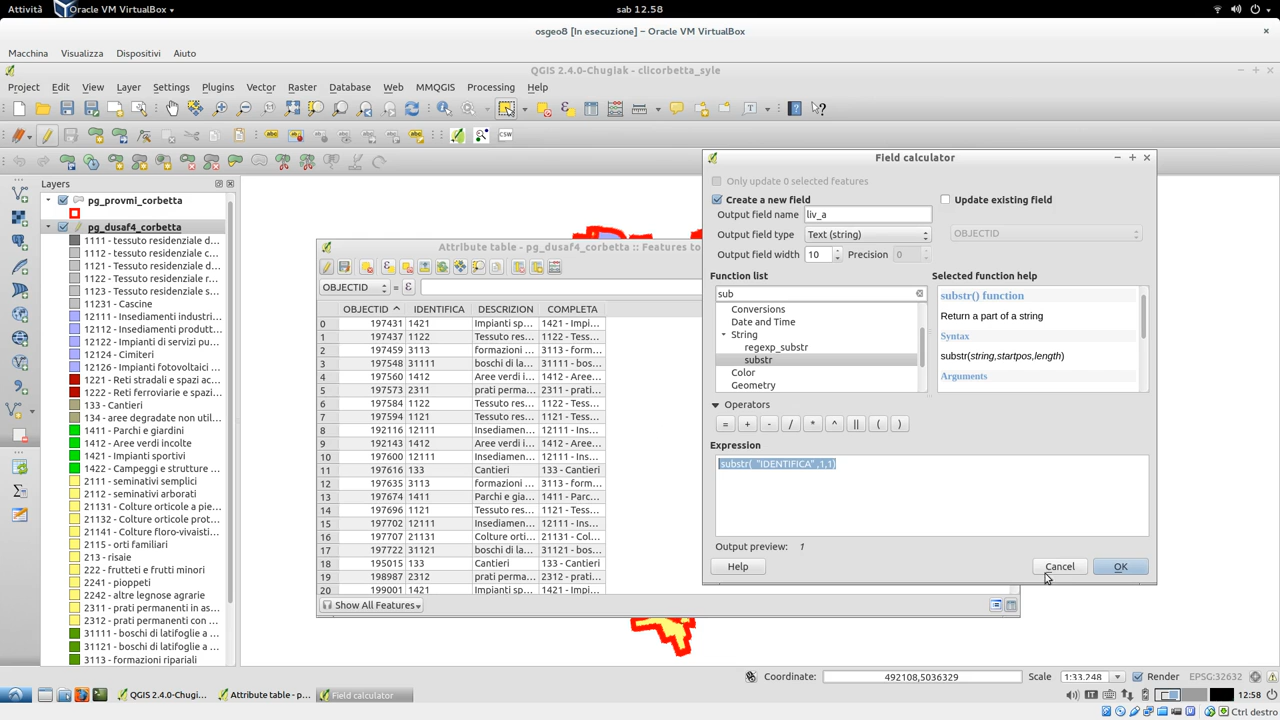 Attività Oracle VM VirtualBox sab 12.58
osgeo8 [In esecuzione] – Oracle VM VirtualBox
Macchina Visualizza Dispositivi Aiuto
QGIS 2.4.0-Chugiak - clicorbetta_syle
Project Edit View Layer Settings Plugins Vector Raster Database Web MMQGIS Processing Help
Layers
pg_provmi_corbetta
pg_dusaf4_corbetta
1111 - tessuto residenziale d...
1112 - tessuto residenziale c...
1121 - Tessuto residenziale d...
1122 - Tessuto residenziale r...
1123 - Tessuto residenziale s...
11231 - Cascine
12111 - Insediamenti industri...
12112 - Insediamenti produtt...
12122 - Impianti di servizi pu...
12124 - Cimiteri
12126 - Impianti fotovoltaici ...
1221 - Reti stradali e spazi ac...
1222 - Reti ferroviarie e spazi...
133 - Cantieri
134 - aree degradate non util...
1411 - Parchi e giardini
1412 - Aree verdi incolte
1421 - Impianti sportivi
1422 - Campeggi e strutture ...
2111 - seminativi semplici
2112 - seminativi arborati
21131 - Colture orticole a pie...
21132 - Colture orticole prot...
21141 - Colture floro-vivaisti...
2115 - orti familiari
213 - risaie
222 - frutteti e frutti minori
2241 - pioppeti
2242 - altre legnose agrarie
2311 - prati permanenti in as...
2312 - prati permanenti con ...
31111 - boschi di latifoglie a ...
31121 - boschi di latifoglie a ...
3113 - formazioni ripariali
Attribute table - pg_dusaf4_corbetta :: Features to
OBJECTID = ε
OBJECTID IDENTIFICA DESCRIZION COMPLETA
0 197431 1421 Impianti sp... 1421 - Impi...
1 197437 1122 Tessuto res... 1122 - Tess...
2 197459 3113 formazioni ... 3113 - form...
3 197548 31111 boschi di la... 31111 - bos...
4 197560 1412 Aree verdi i... 1412 - Aree...
5 197573 2311 prati perma... 2311 - prati...
6 197584 1122 Tessuto res... 1122 - Tess...
7 197594 1121 Tessuto res... 1121 - Tess...
8 192116 12111 Insediamen... 12111 - Ins...
9 192143 1412 Aree verdi i... 1412 - Aree...
10 197600 12111 Insediamen... 12111 - Ins...
11 197616 133 Cantieri 133 - Cantieri
12 197635 3113 formazioni ... 3113 - form...
13 197674 1411 Parchi e gia... 1411 - Parc...
14 197696 1121 Tessuto res... 1121 - Tess...
15 197702 12111 Insediamen... 12111 - Ins...
16 197707 21131 Colture orti... 21131 - Col...
17 197722 31121 boschi di la... 31121 - bos...
18 195015 133 Cantieri 133 - Cantieri
19 198987 2312 prati perma... 2312 - prati...
20 199001 1421 Impianti sp... 1421 - Impi...
Show All Features
Field calculator
Only update 0 selected features
Create a new field
Update existing field
Output field name liv_a
Output field type Text (string)
OBJECTID
Output field width 10 Precision 0
Function list
Selected function help
sub
Conversions
Date and Time
String
regexp_substr
substr
Color
Geometry
substr() function
Return a part of a string
Syntax
substr(string,startpos,length)
Arguments
Operators
= + - / * ^ || ( )
Expression
substr( "IDENTIFICA" ,1,1)
Output preview: 1
Help Cancel OK
Coordinate: 492108,5036329 Scale 1:33.248 Render EPSG:32632
QGIS 2.4.0-Chugi... Attribute table - p... Field calculator IT 12:58
Ctrl destro